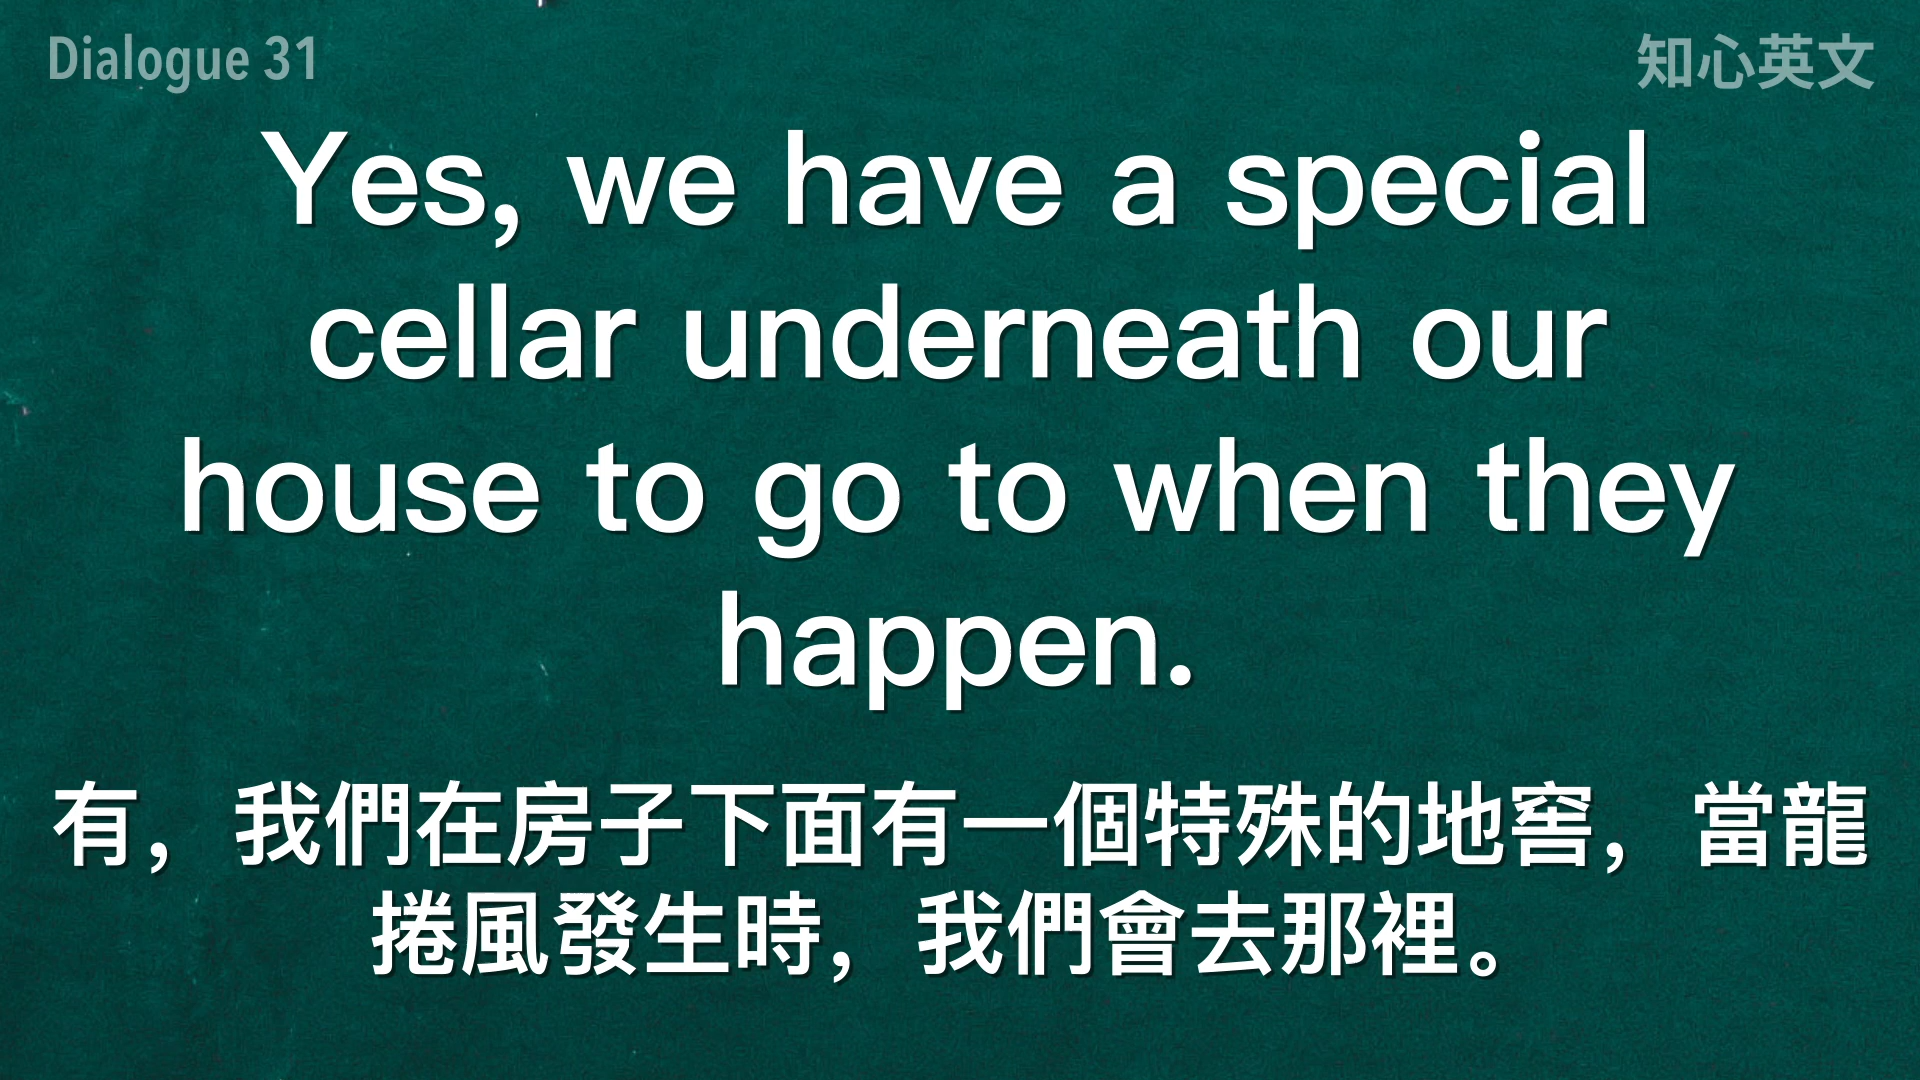 Dialogue 31
知心英文
Yes, we have a special
cellar underneath our
house to go to when they
happen.
有，我們在房子下面有一個特殊的地窖，當龍
捲風發生時，我們會去那裡。